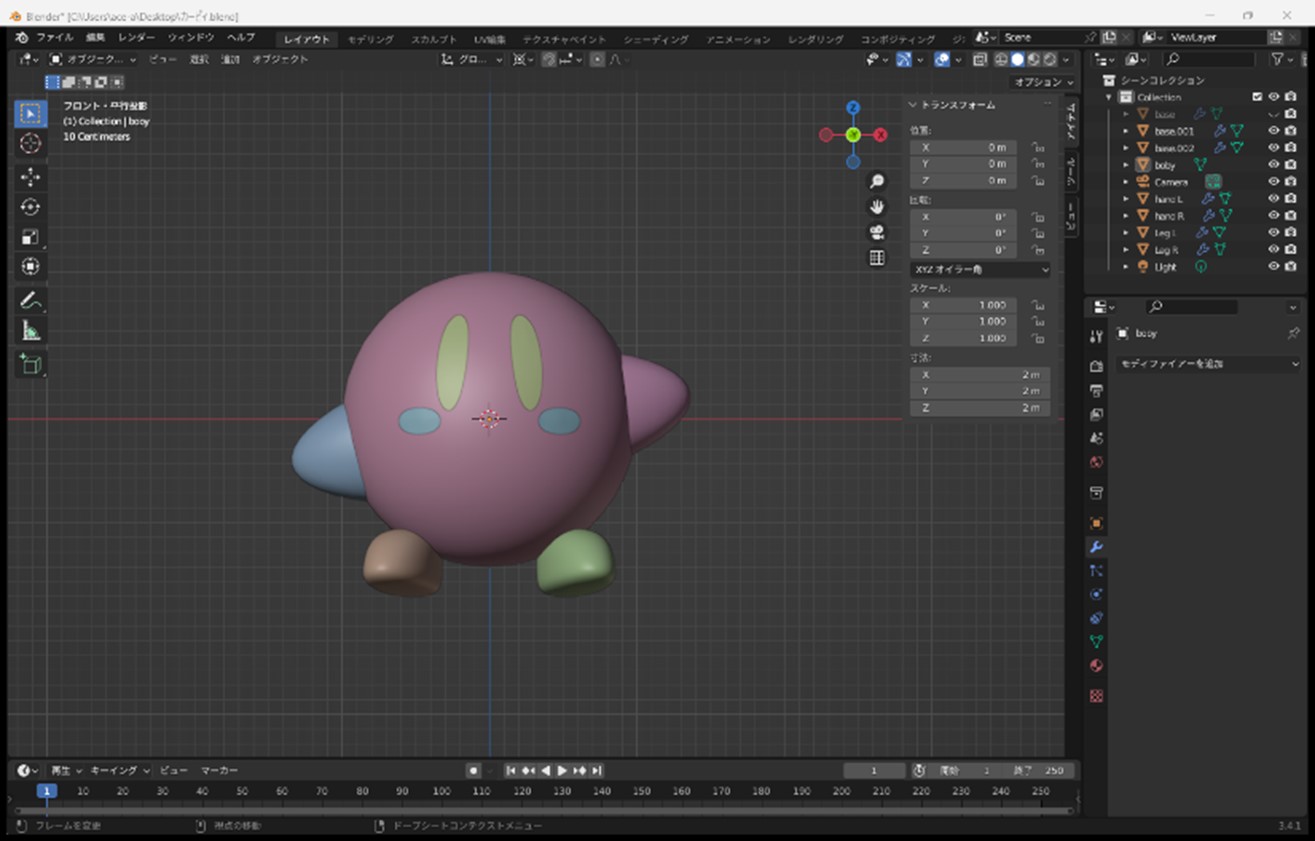 Blender* [C:\Users\ace-a\Desktop\カービィ.blend]
ファイル 編集 レンダー ウィンドウ ヘルプ レイアウト モデリング スカルプト UV編集 テクスチャペイント シェーディング アニメーション レンダリング コンポジティング Scene ViewLayer
オブジェク... ビュー 選択 追加 オブジェクト グロ...
オプション
フロント・平行投影
(1) Collection | booy
10 Centimeters
Z
X
Y
トランスフォーム
位置:
X 0 m
Y 0 m
Z 0 m
回転:
X 0°
Y 0°
Z 0°
XYZ オイラー角
スケール:
X 1.000
Y 1.000
Z 1.000
寸法:
X 2 m
Y 2 m
Z 2 m
アイテム
ツール
ビュー
シーンコレクション
Collection
base
base.001
base.002
boby
Camera
hand L
hand R
Leg L
Leg R
Light
booy
モディファイアーを追加
再生 キーイング ビュー マーカー 1 開始 1 終了 250
1 10 20 30 40 50 60 70 80 90 100 110 120 130 140 150 160 170 180 190 200 210 220 230 240 250
フレームを変更 視点の移動 ドープシートコンテクストメニュー 3.4.1